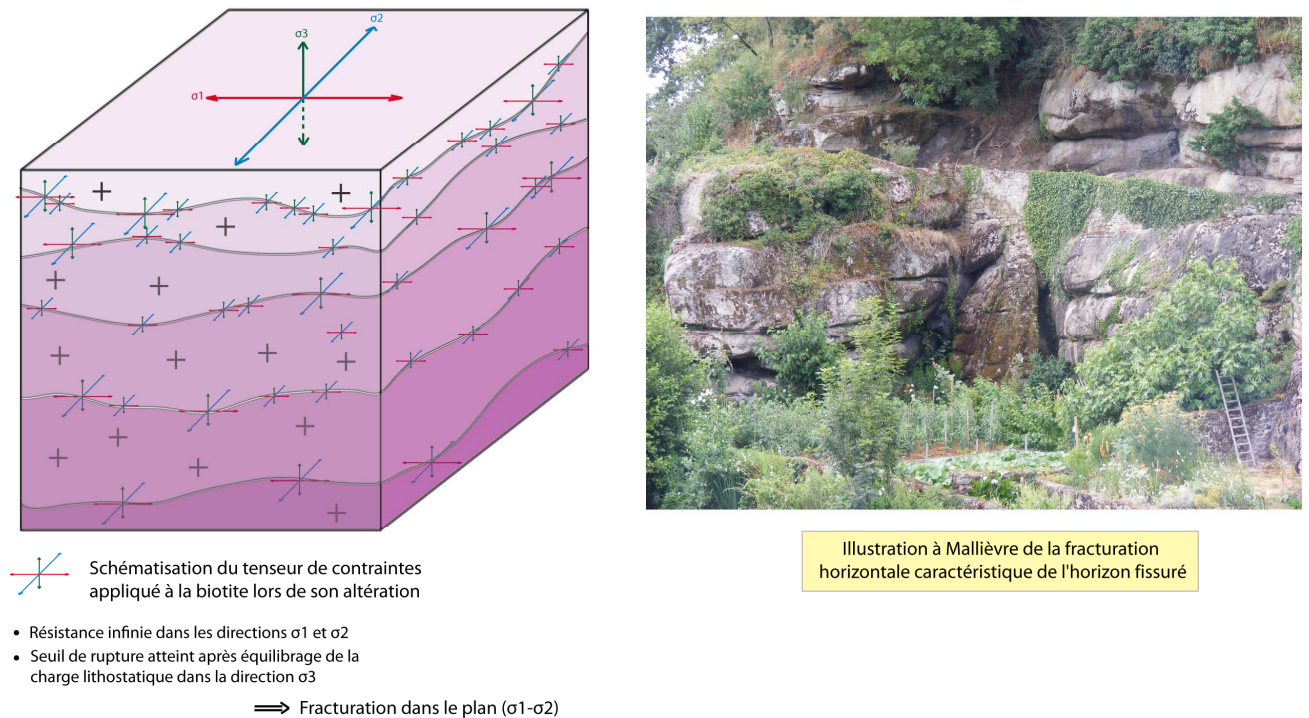 σ2
σ3
σ1
Schématisation du tenseur de contraintes
appliqué à la biotite lors de son altération
• Résistance infinie dans les directions σ1 et σ2
• Seuil de rupture atteint après équilibrage de la
charge lithostatique dans la direction σ3
⇒ Fracturation dans le plan (σ1-σ2)
Illustration à Mallièvre de la fracturation
horizontale caractéristique de l'horizon fissuré